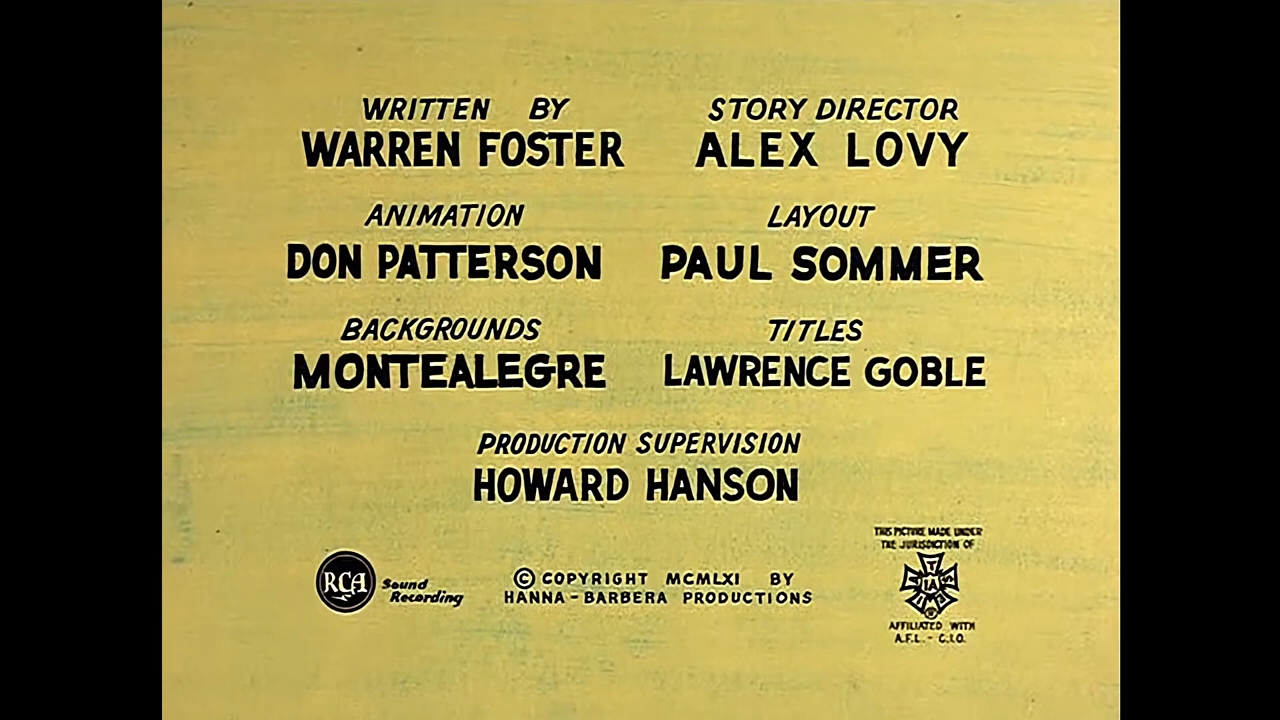 WRITTEN BY
WARREN FOSTER
STORY DIRECTOR
ALEX LOVY
ANIMATION
DON PATTERSON
LAYOUT
PAUL SOMMER
BACKGROUNDS
MONTEALEGRE
TITLES
LAWRENCE GOBLE
PRODUCTION SUPERVISION
HOWARD HANSON
RCA Sound
Recording
© COPYRIGHT MCMLXI BY
HANNA-BARBERA PRODUCTIONS
THIS PICTURE MADE UNDER
THE JURISDICTION OF
IATSE
AFFILIATED WITH
A.F.L.-C.I.O.